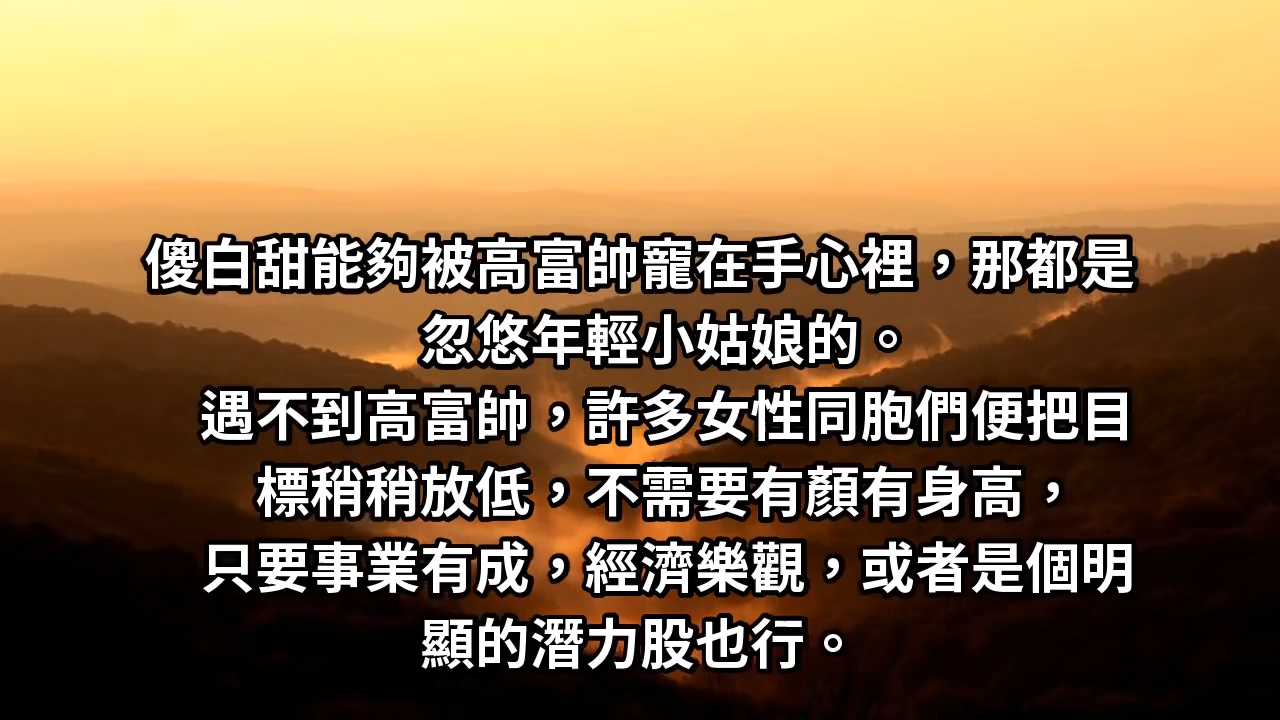 傻白甜能夠被高富帥寵在手心裡，那都是
忽悠年輕小姑娘的。
遇不到高富帥，許多女性同胞們便把目
標稍稍放低，不需要有顏有身高，
只要事業有成，經濟樂觀，或者是個明
顯的潛力股也行。